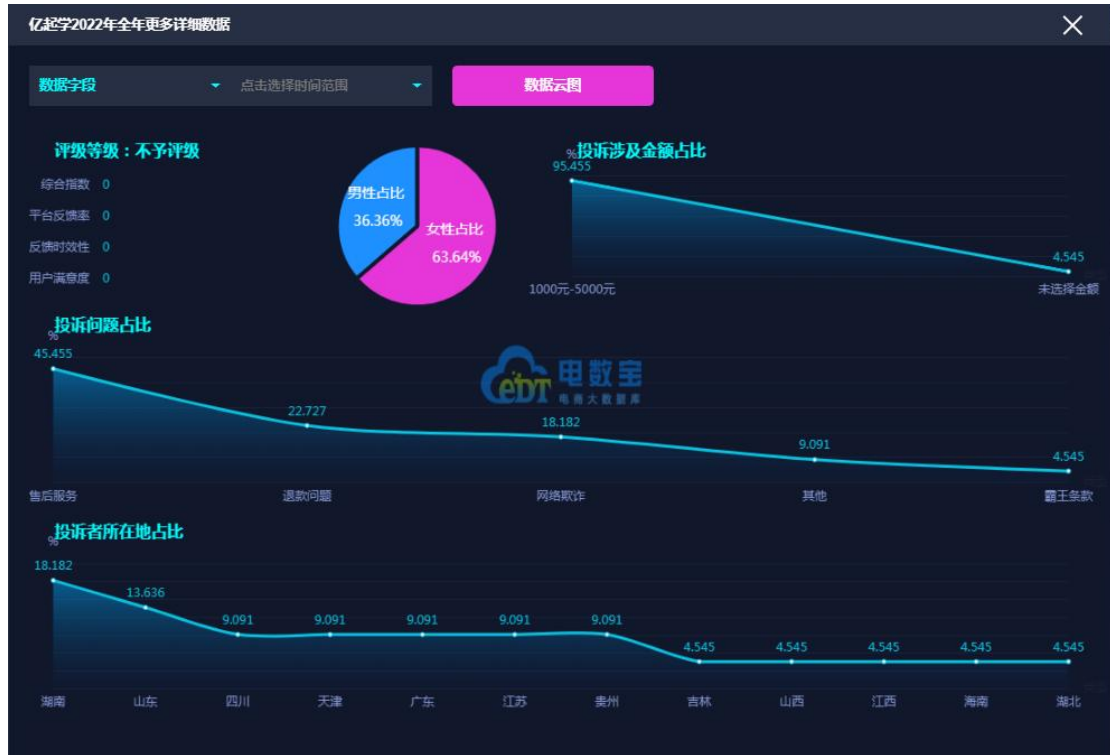 亿起学2022年全年更多详细数据
数据字段 点击选择时间范围 数据云图
评级等级：不予评级
综合指数 0
平台反馈率 0
反馈时效性 0
用户满意度 0
男性占比
36.36%
女性占比
63.64%
投诉涉及金额占比
%
95.455
4.545
1000元-5000元 未选择金额
投诉问题占比
%
45.455
22.727
18.182
9.091
4.545
售后服务 退款问题 网络欺诈 其他 霸王条款
eDT 电数宝
电商大数据库
投诉者所在地占比
%
18.182
13.636
9.091 9.091 9.091 9.091 9.091
4.545 4.545 4.545 4.545 4.545
湖南 山东 四川 天津 广东 江苏 贵州 吉林 山西 江西 海南 湖北